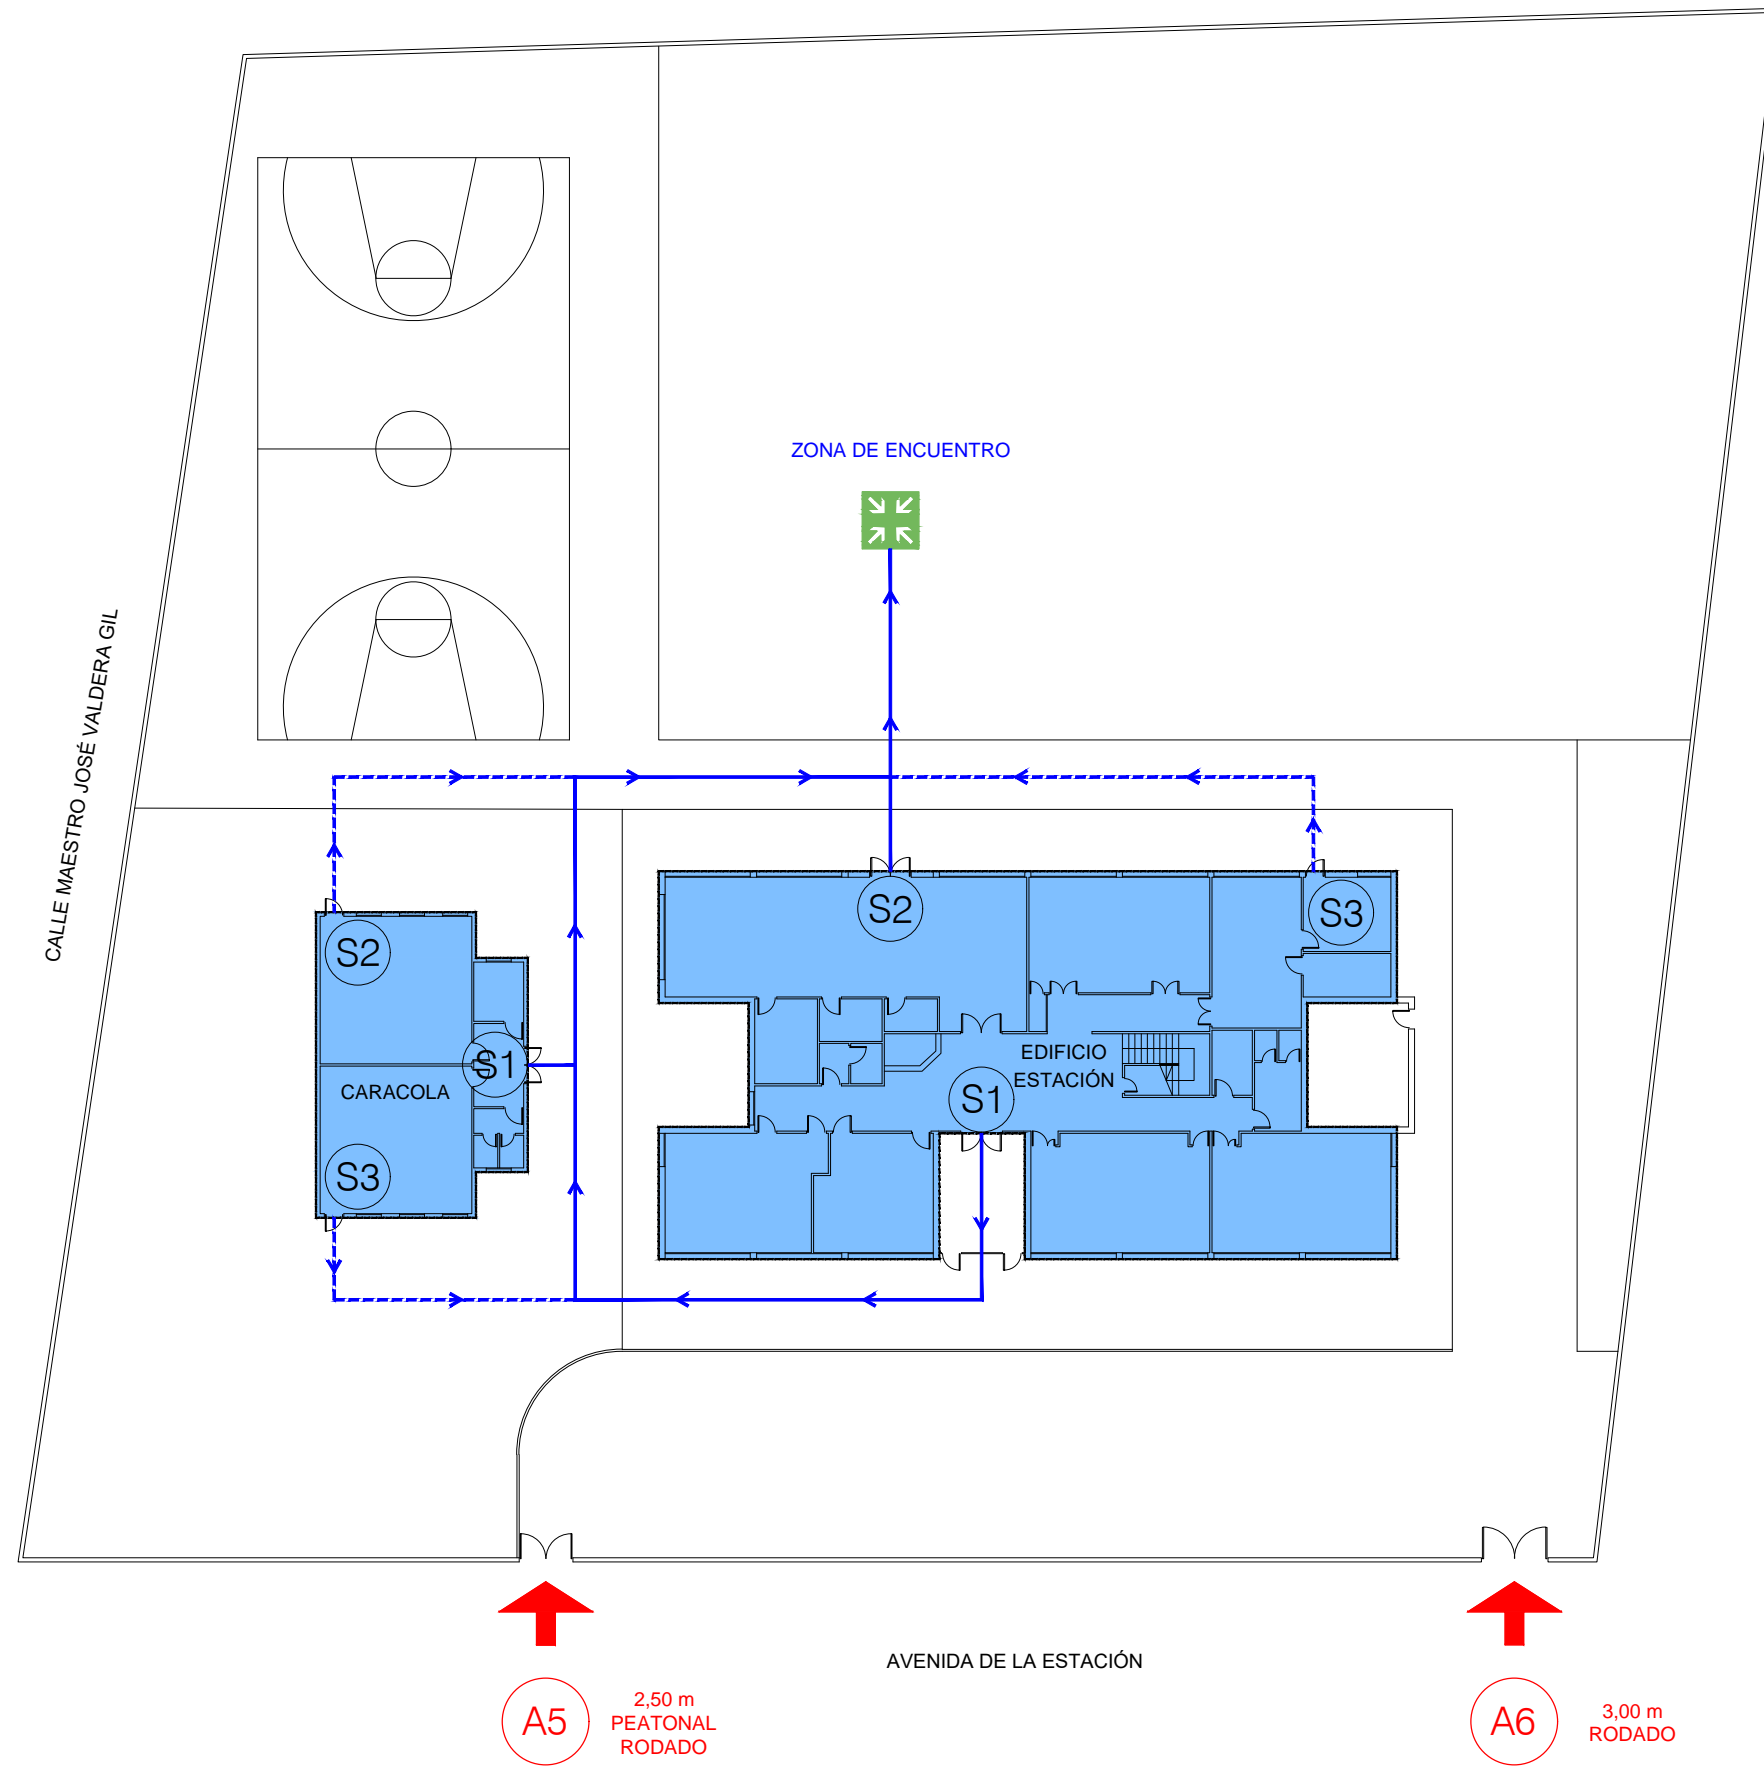 ZONA DE ENCUENTRO
CALLE MAESTRO JOSÉ VALDERA GIL
S2
S3
S2
S1
EDIFICIO
ESTACIÓN
CARACOLA
S1
S3
AVENIDA DE LA ESTACIÓN
A5
2,50 m
PEATONAL
RODADO
A6
3,00 m
RODADO